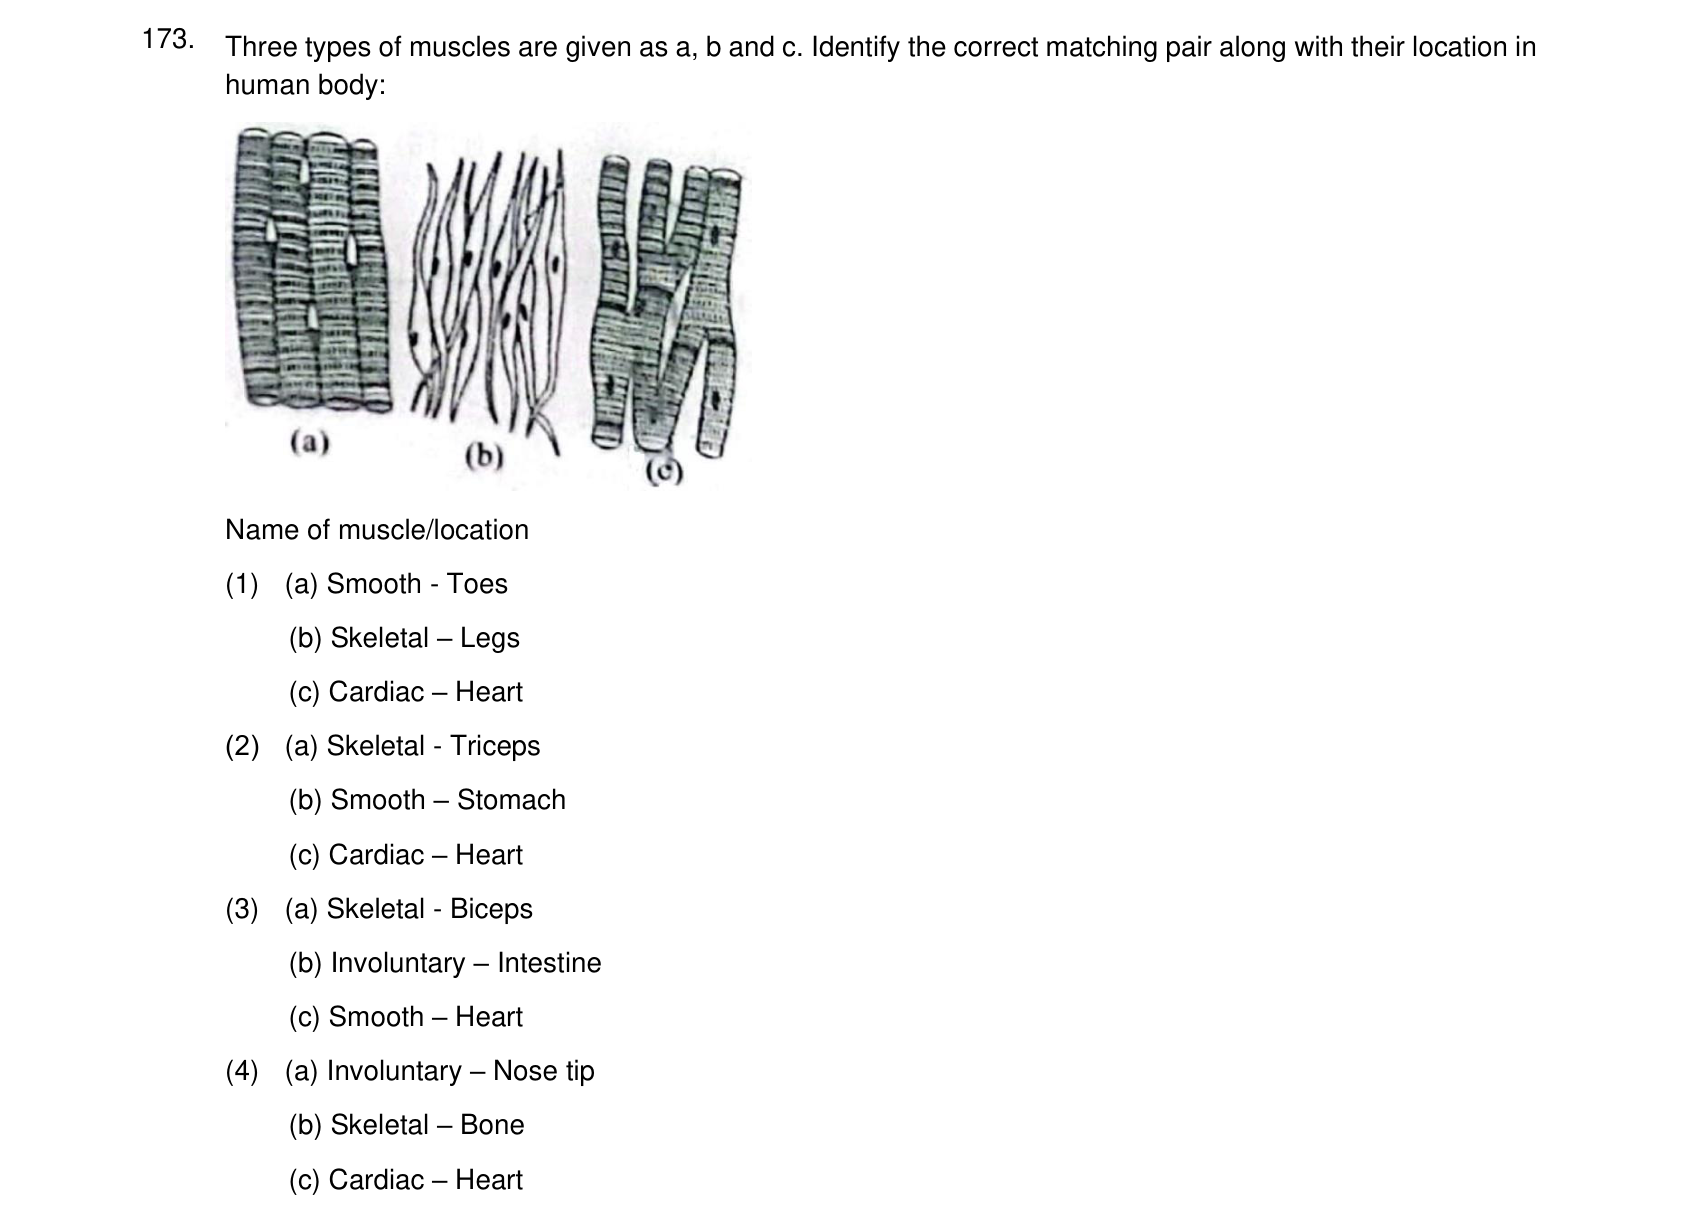 173. Three types of muscles are given as a, b and c. Identify the correct matching pair along with their location in
human body:
(a) (b) (c)
Name of muscle/location
(1) (a) Smooth - Toes
(b) Skeletal – Legs
(c) Cardiac – Heart
(2) (a) Skeletal - Triceps
(b) Smooth – Stomach
(c) Cardiac – Heart
(3) (a) Skeletal - Biceps
(b) Involuntary – Intestine
(c) Smooth – Heart
(4) (a) Involuntary – Nose tip
(b) Skeletal – Bone
(c) Cardiac – Heart